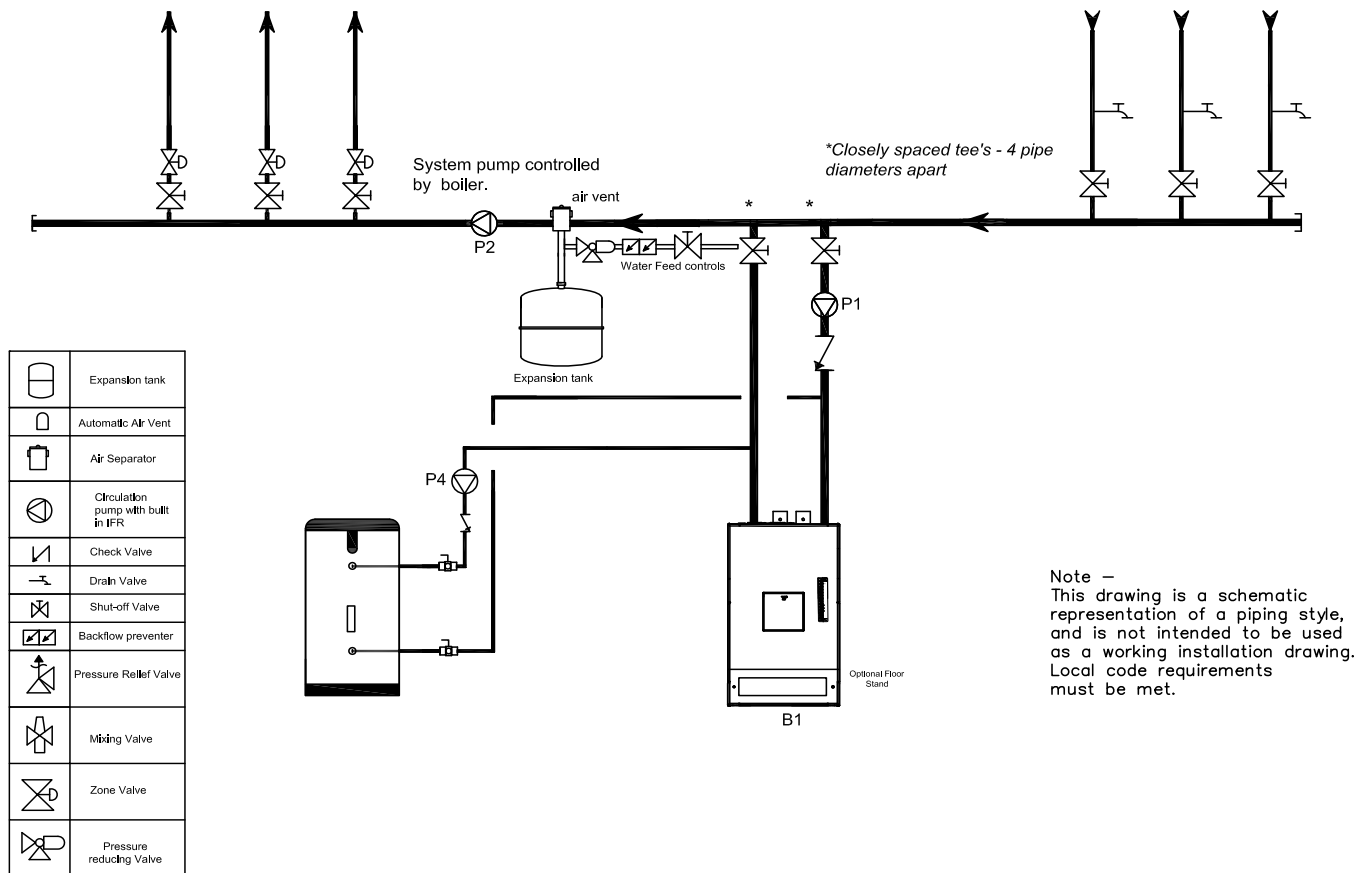 System pump controlled
by boiler.
air vent
*Closely spaced tee's - 4 pipe
diameters apart
*
*
P2
Water Feed controls
P1
Expansion tank
P4
B1
Optional Floor
Stand
Expansion tank
Automatic Air Vent
Air Separator
Circulation
pump with built
in IFR
Check Valve
Drain Valve
Shut-off Valve
Backflow preventer
Pressure Relief Valve
Mixing Valve
Zone Valve
Pressure
reducing Valve
Note –
This drawing is a schematic
representation of a piping style,
and is not intended to be used
as a working installation drawing.
Local code requirements
must be met.